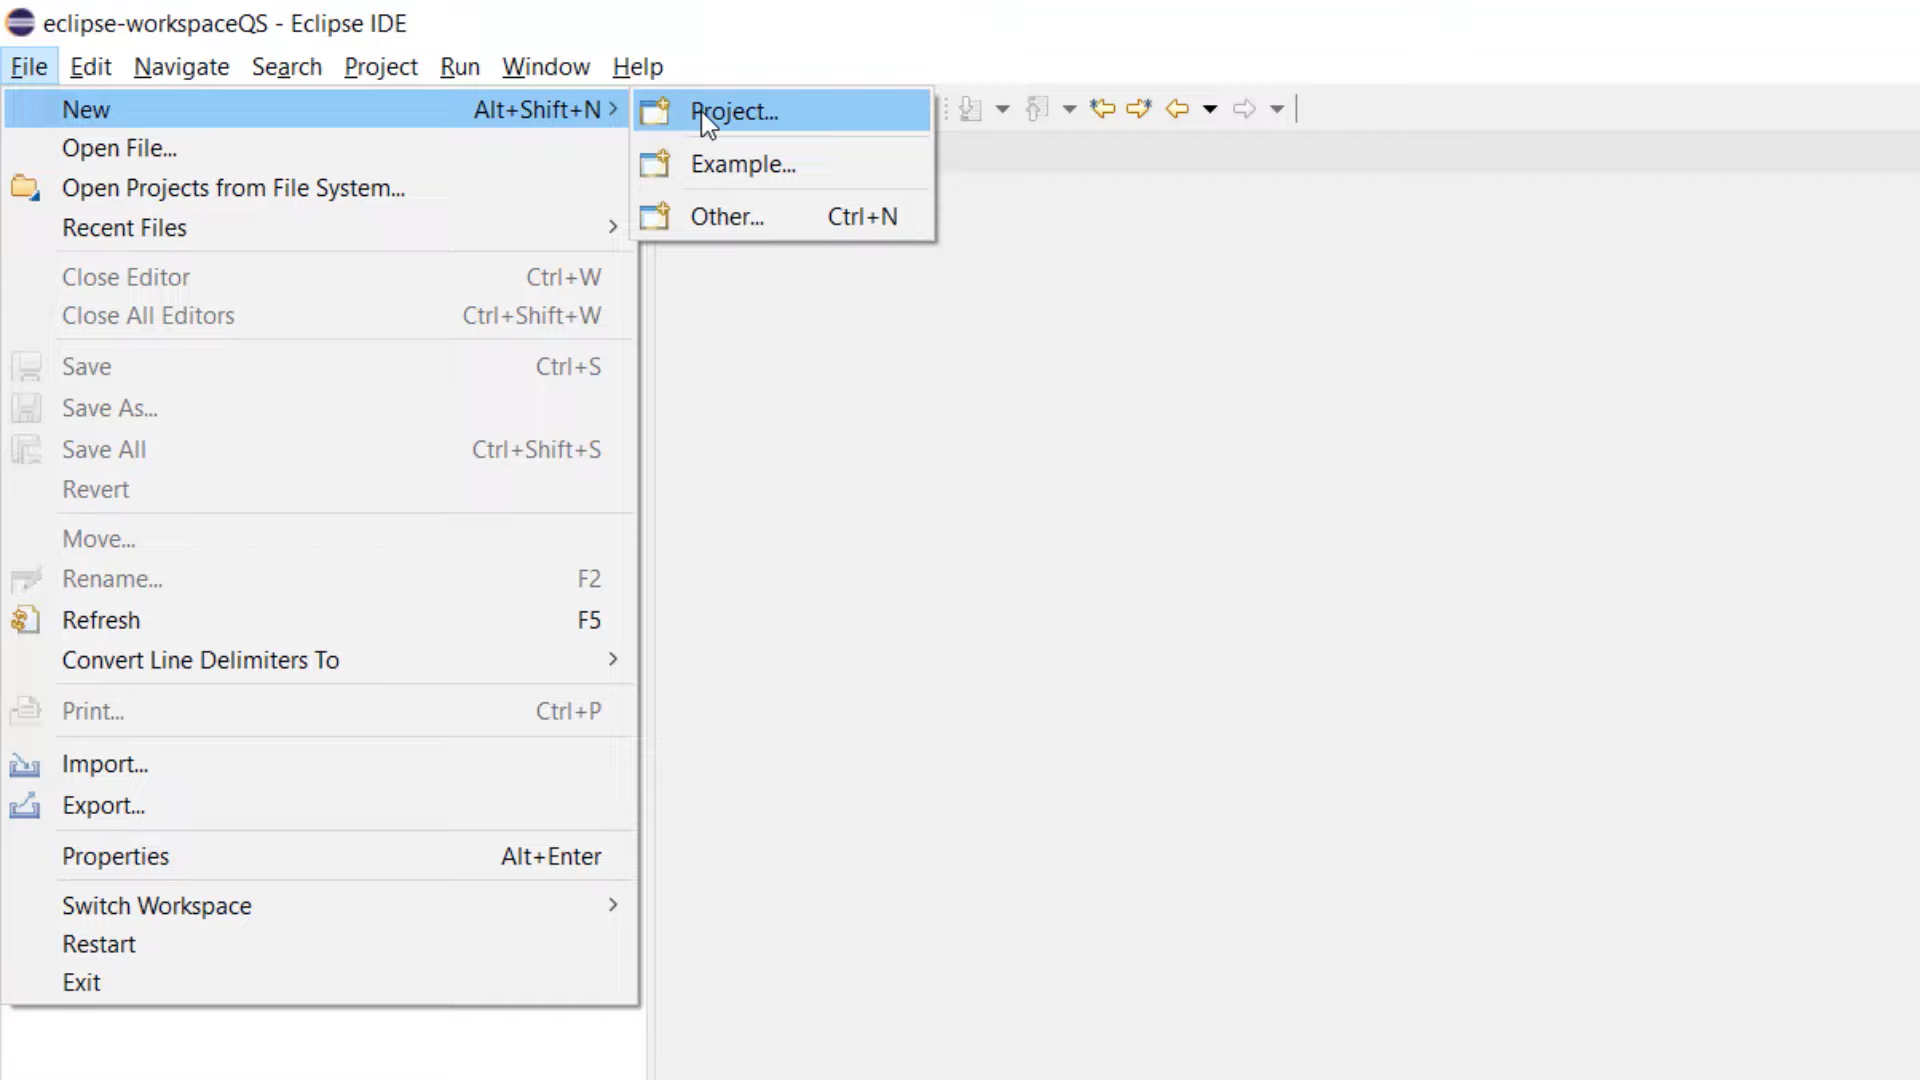 eclipse-workspaceQS - Eclipse IDE
File Edit Navigate Search Project Run Window Help
New Alt+Shift+N
Project...
Open File...
Example...
Open Projects from File System...
Other... Ctrl+N
Recent Files
Close Editor Ctrl+W
Close All Editors Ctrl+Shift+W
Save Ctrl+S
Save As...
Save All Ctrl+Shift+S
Revert
Move...
Rename... F2
Refresh F5
Convert Line Delimiters To
Print... Ctrl+P
Import...
Export...
Properties Alt+Enter
Switch Workspace
Restart
Exit